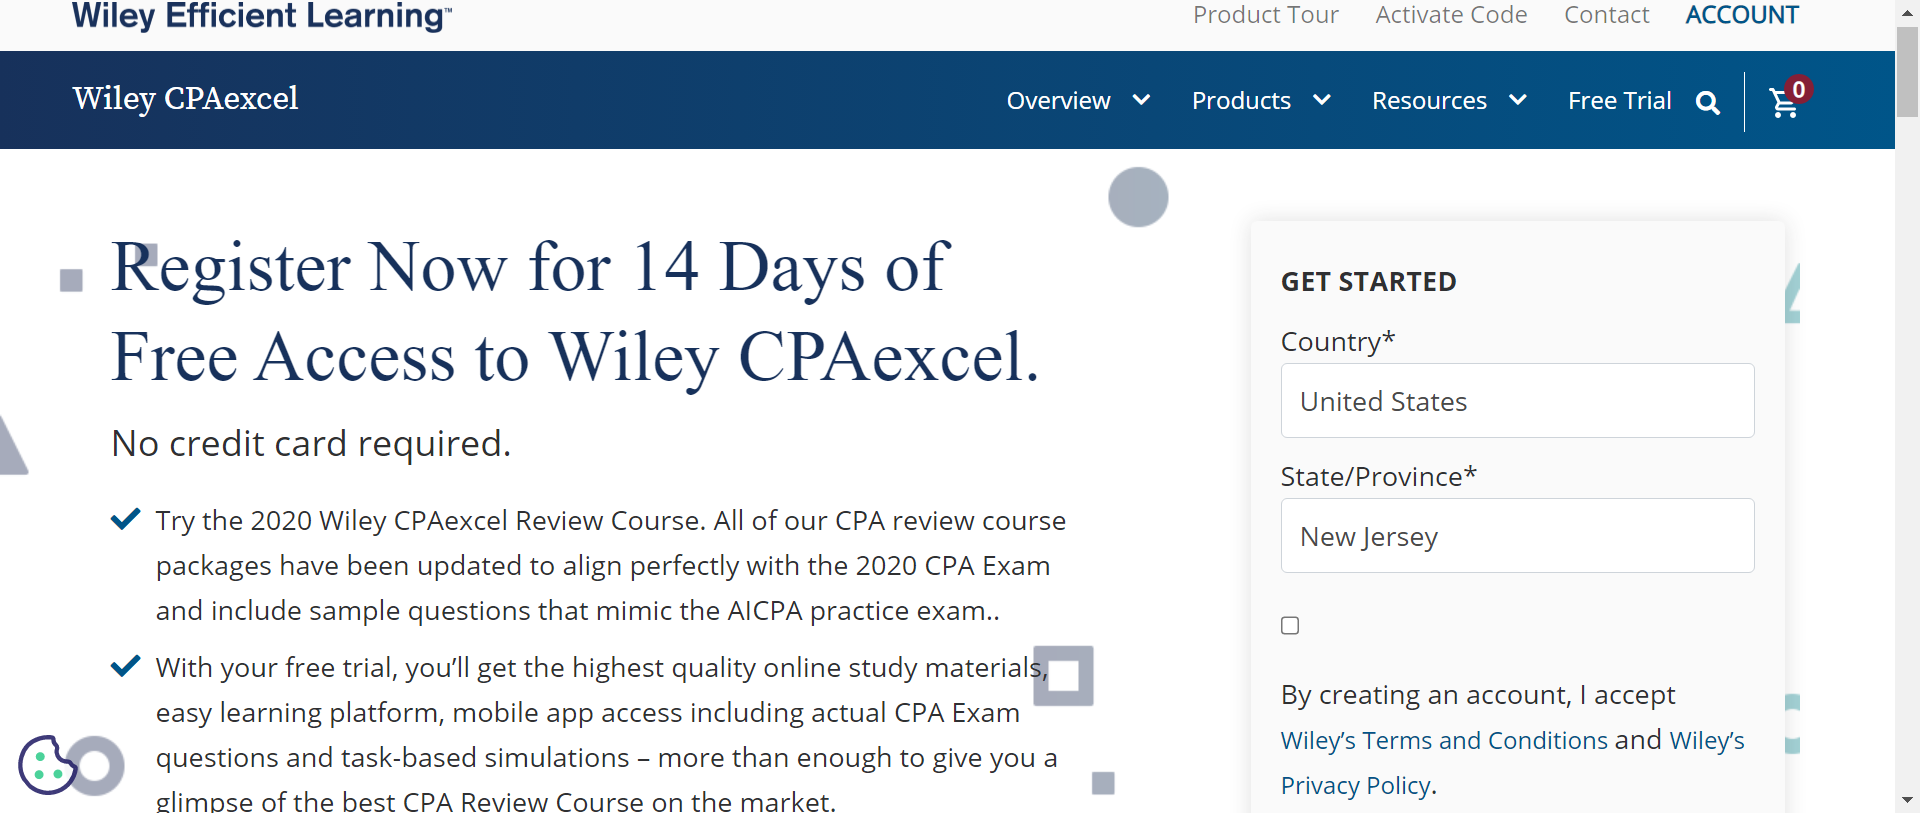 Wiley Efficient Learning™
Product Tour Activate Code Contact ACCOUNT
Wiley CPAexcel
Overview Products Resources Free Trial 0
Register Now for 14 Days of
Free Access to Wiley CPAexcel.
No credit card required.
Try the 2020 Wiley CPAexcel Review Course. All of our CPA review course
packages have been updated to align perfectly with the 2020 CPA Exam
and include sample questions that mimic the AICPA practice exam..
With your free trial, you’ll get the highest quality online study materials,
easy learning platform, mobile app access including actual CPA Exam
questions and task-based simulations – more than enough to give you a
glimpse of the best CPA Review Course on the market.
GET STARTED
Country*
United States
State/Province*
New Jersey
By creating an account, I accept
Wiley’s Terms and Conditions and Wiley’s
Privacy Policy.